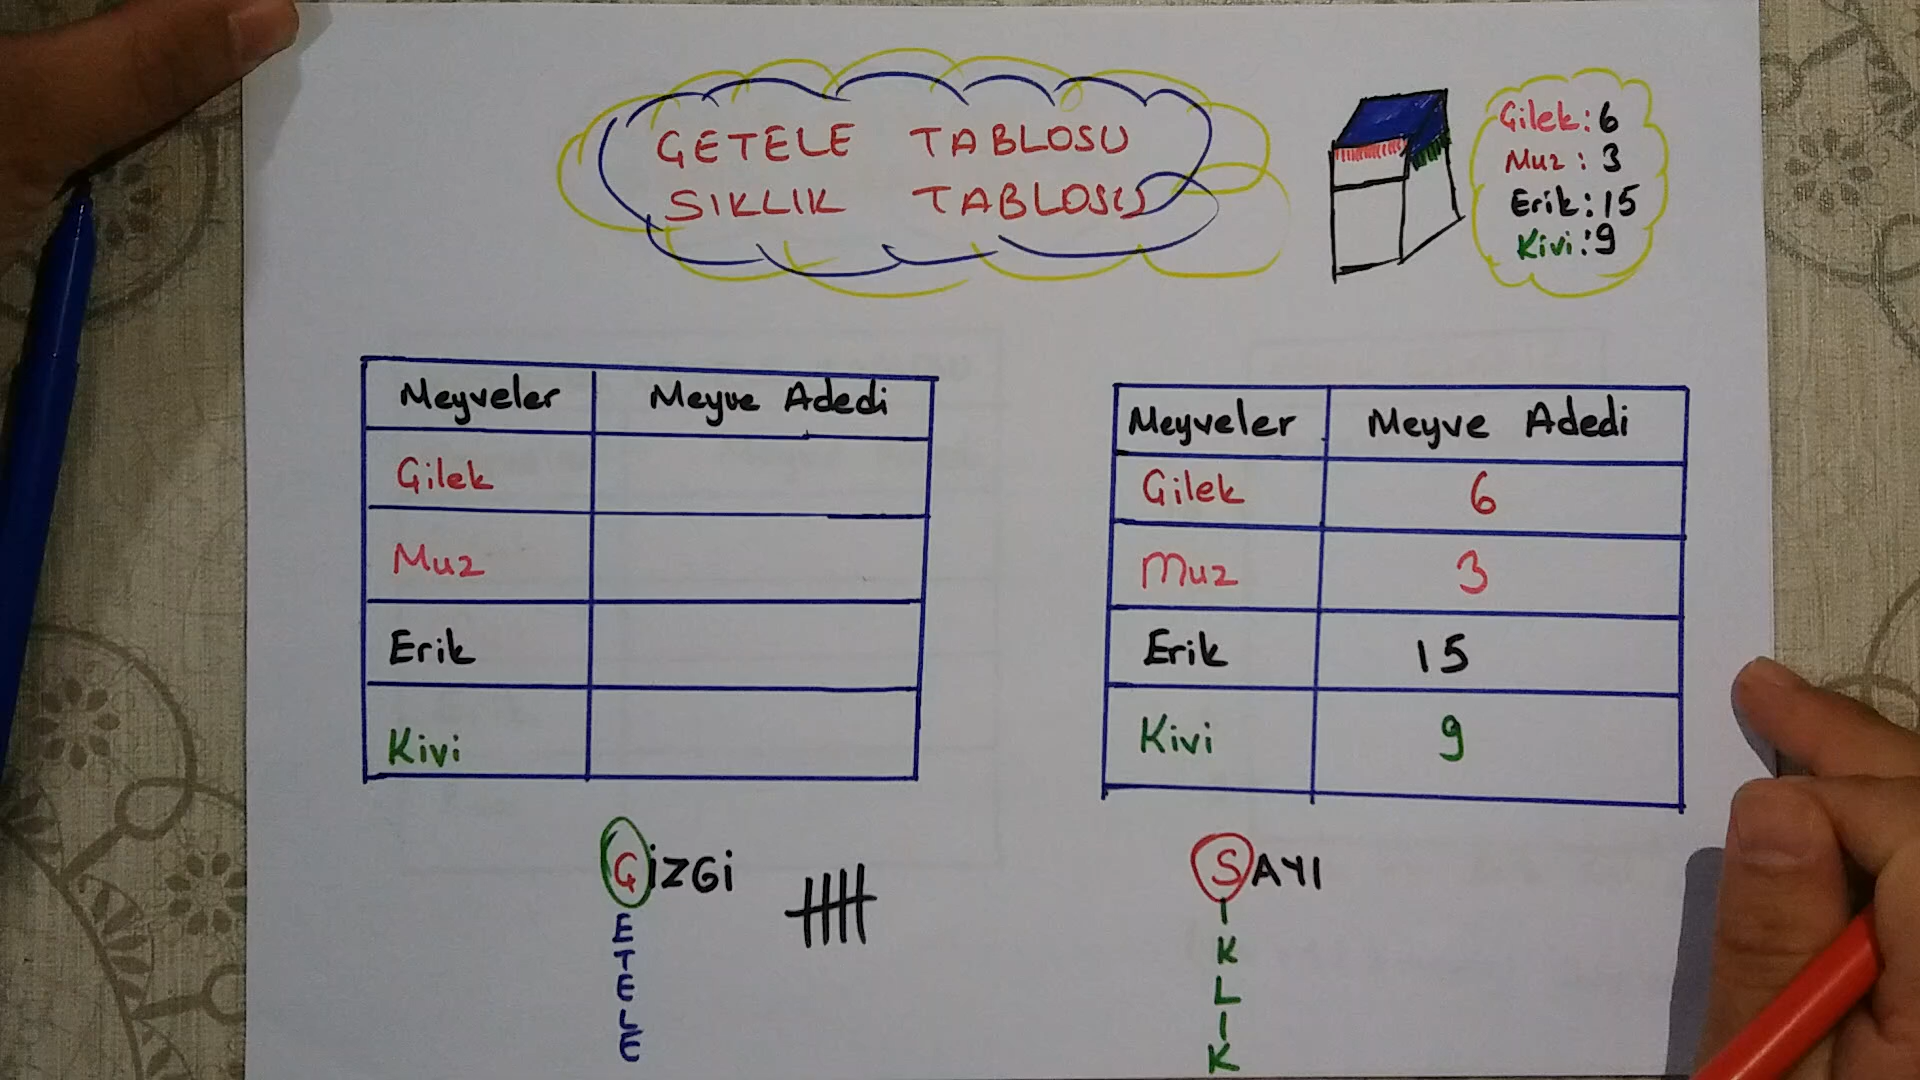 ÇETELE TABLOSU
SIKLIK TABLOSU
Çilek: 6
Muz: 3
Erik: 15
Kivi: 9
Meyveler Meyve Adedi
Çilek
Muz
Erik
Kivi
Meyveler Meyve Adedi
Çilek 6
Muz 3
Erik 15
Kivi 9
ÇİZGİ
E
T
E
L
E
SAYI
I
K
L
I
K